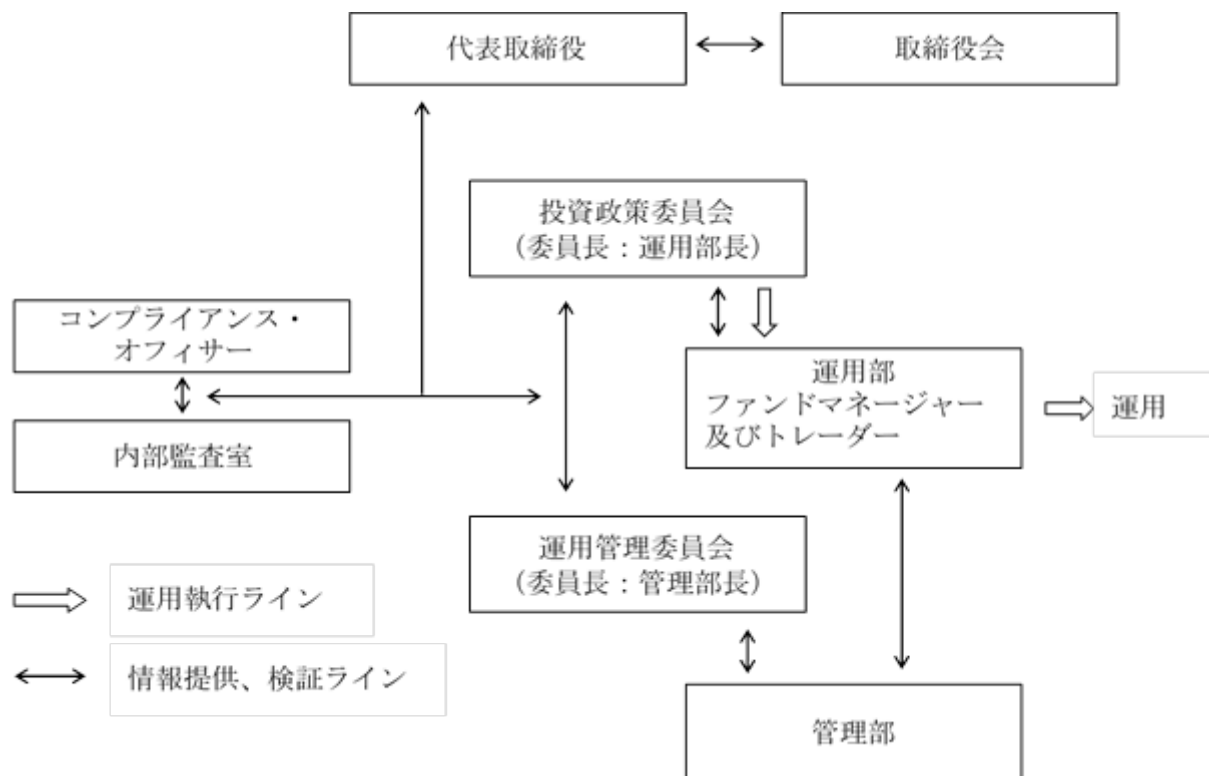 代表取締役
取締役会
投資政策委員会
（委員長：運用部長）
コンプライアンス・
オフィサー
内部監査室
運用部
ファンドマネージャー
及びトレーダー
運用
運用管理委員会
（委員長：管理部長）
運用執行ライン
情報提供、検証ライン
管理部